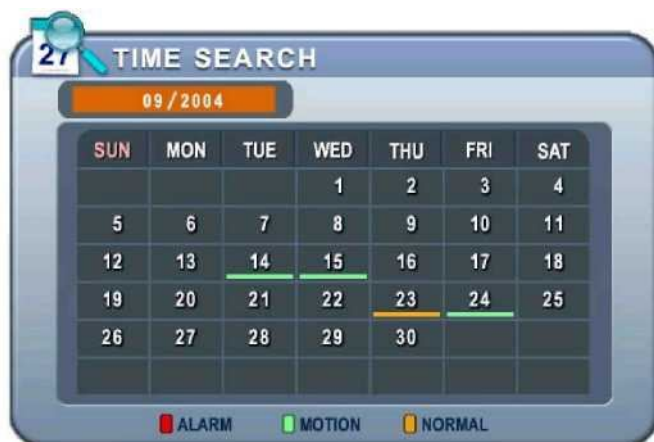 27 TIME SEARCH
09/2004
SUN MON TUE WED THU FRI SAT
1 2 3 4
5 6 7 8 9 10 11
12 13 14 15 16 17 18
19 20 21 22 23 24 25
26 27 28 29 30
ALARM MOTION NORMAL